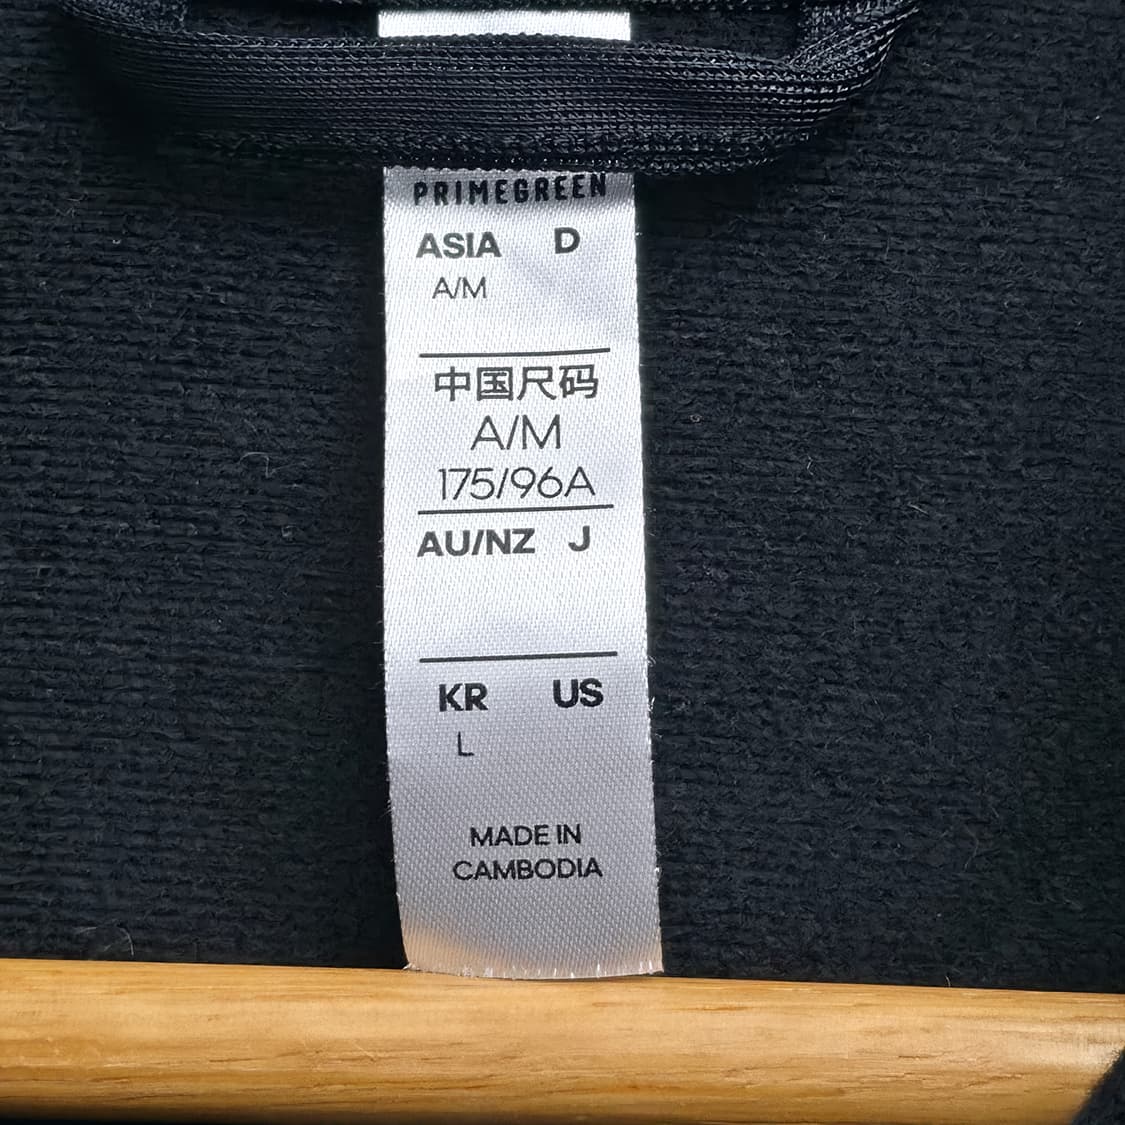 PRIMEGREEN
ASIA D
A/M
中国尺码
A/M
175/96A
AU/NZ J
KR US
L
MADE IN
CAMBODIA